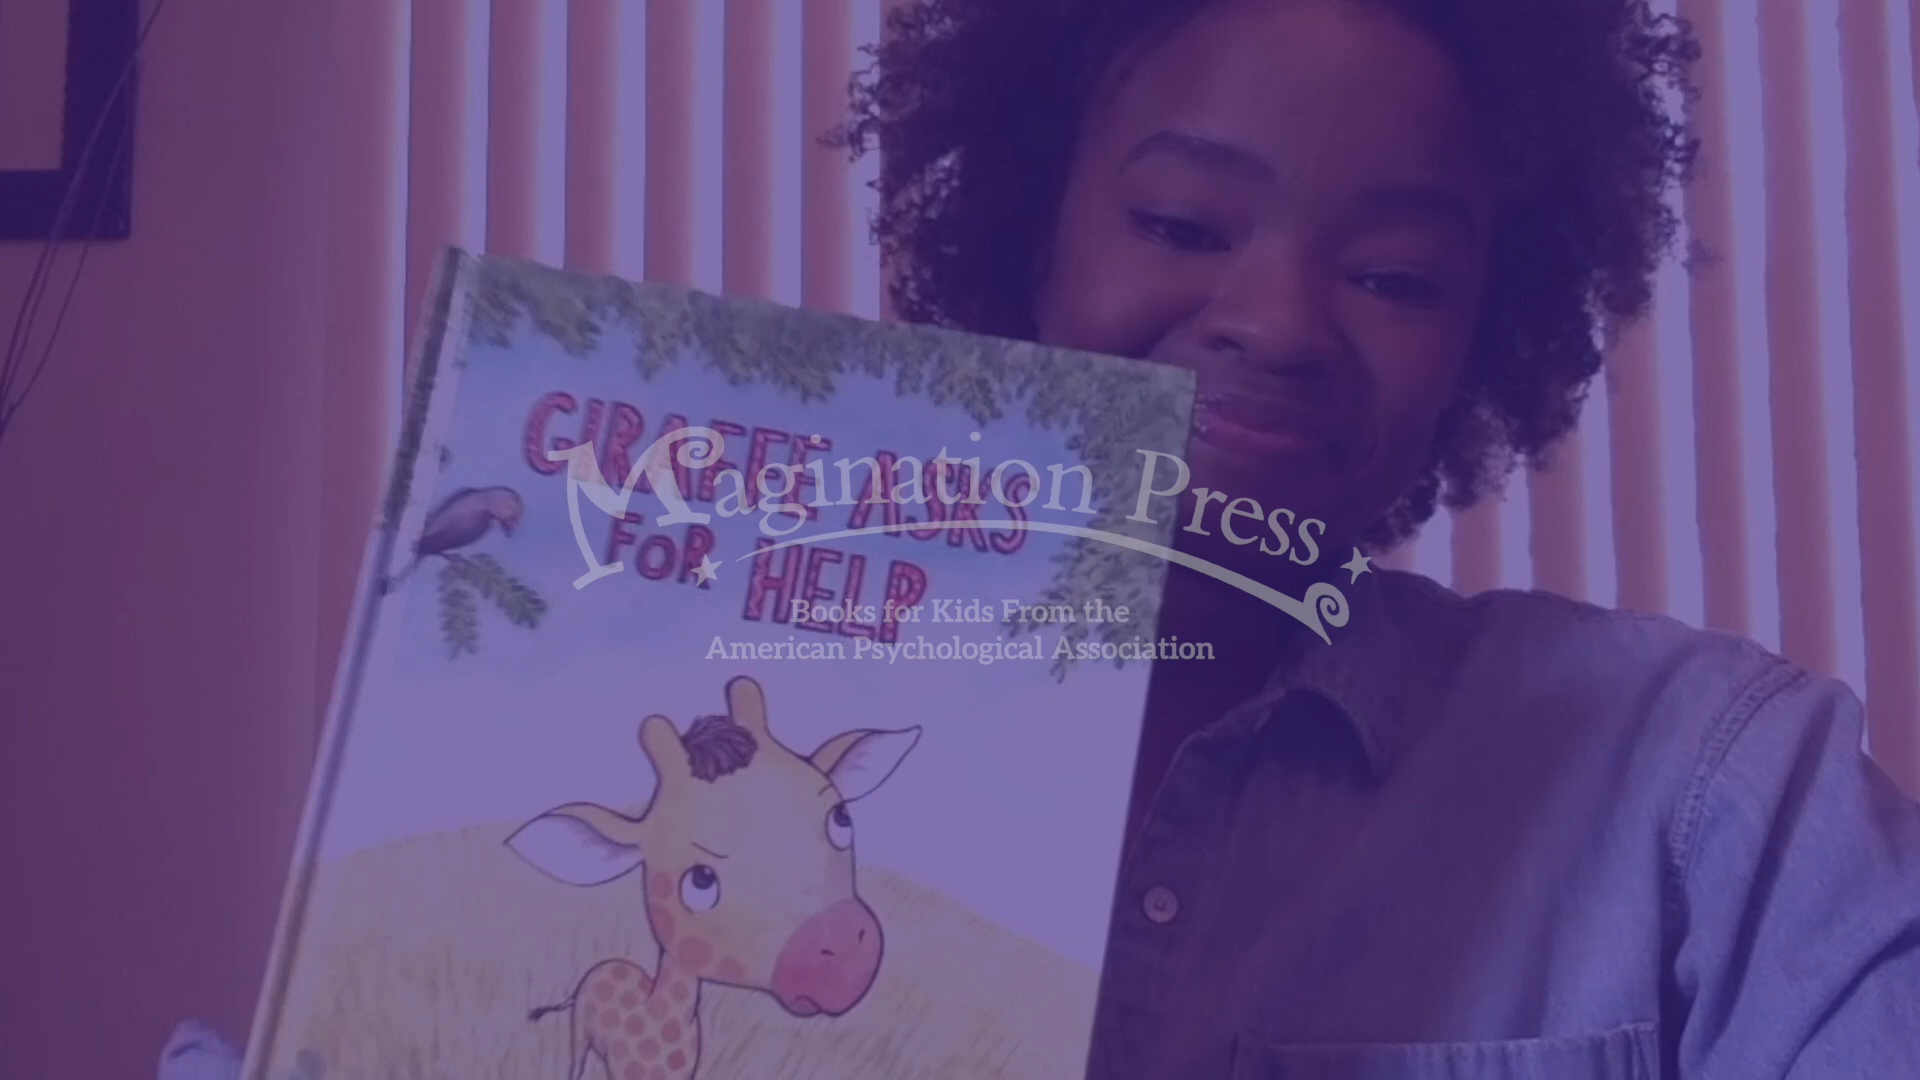 GIRAFFE ASKS
FOR HELP
Magination Press
Books for Kids From the
American Psychological Association